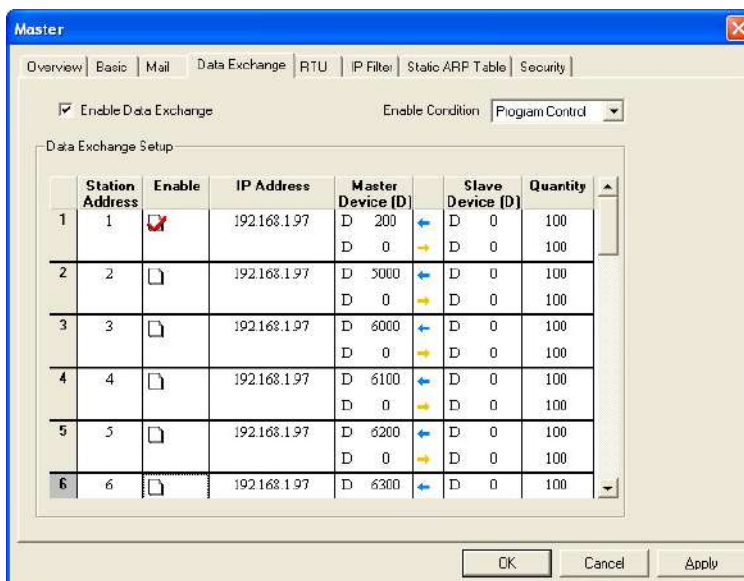 Master
Overview Basic Mail Data Exchange RTU IP Filter Static ARP Table Security
Enable Data Exchange Enable Condition Program Control
Data Exchange Setup
Station Address Enable IP Address Master Device (D) Slave Device (D) Quantity
1 1 192.168.1.97 D 200 D 0 100
D 0 D 0 100
2 2 192.168.1.97 D 5000 D 0 100
D 0 D 0 100
3 3 192.168.1.97 D 6000 D 0 100
D 0 D 0 100
4 4 192.168.1.97 D 6100 D 0 100
D 0 D 0 100
5 5 192.168.1.97 D 6200 D 0 100
D 0 D 0 100
6 6 192.168.1.97 D 6300 D 0 100
OK Cancel Apply